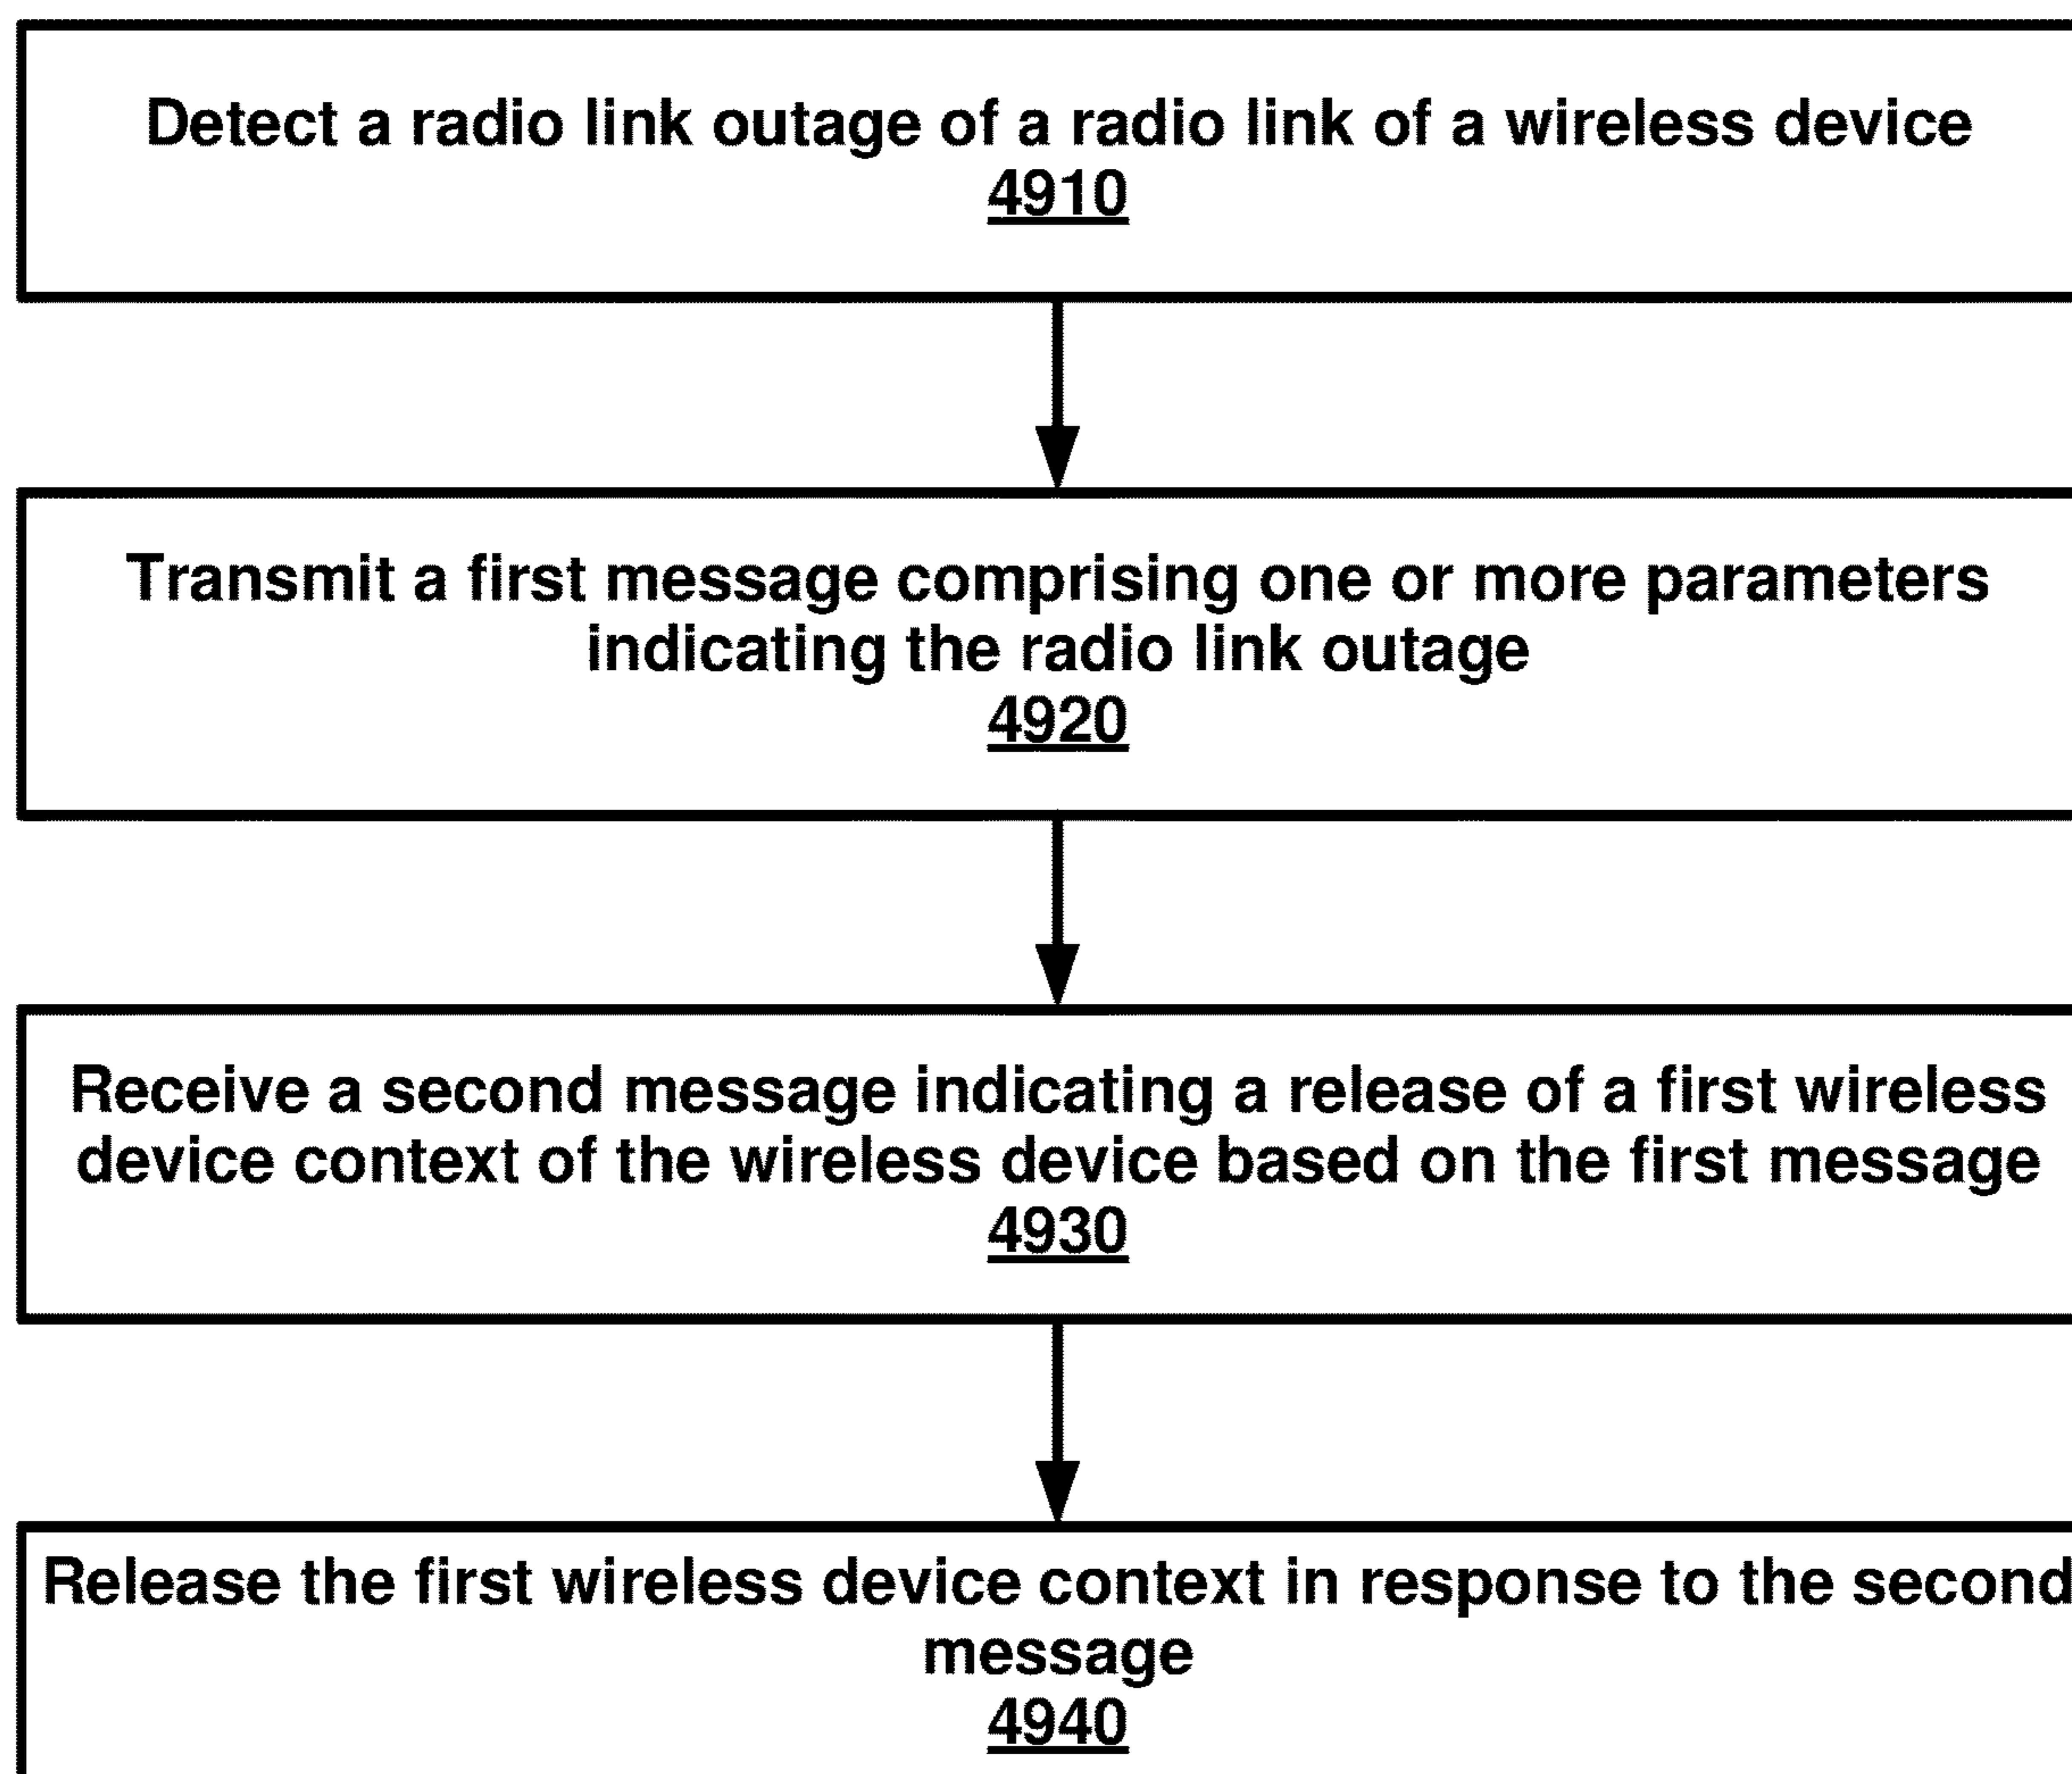 Detect a radio link outage of a radio link of a wireless device
4910
Transmit a first message comprising one or more parameters
indicating the radio link outage
4920
Receive a second message indicating a release of a first wireless
device context of the wireless device based on the first message
4930
Release the first wireless device context in response to the second
message
4940